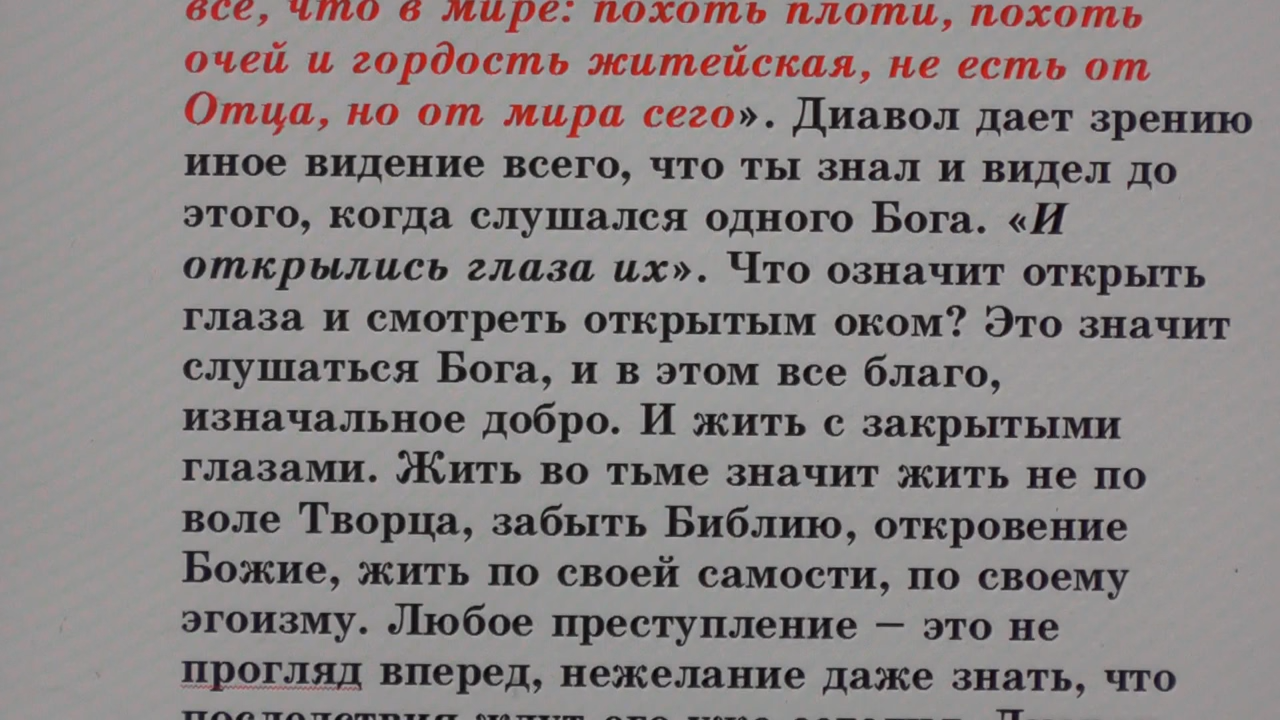 все, что в мире: похоть плоти, похоть
очей и гордость житейская, не есть от
Отца, но от мира сего». Диавол дает зрению
иное видение всего, что ты знал и видел до
этого, когда слушался одного Бога. «И
открылись глаза их». Что означит открыть
глаза и смотреть открытым оком? Это значит
слушаться Бога, и в этом все благо,
изначальное добро. И жить с закрытыми
глазами. Жить во тьме значит жить не по
воле Творца, забыть Библию, откровение
Божие, жить по своей самости, по своему
эгоизму. Любое преступление – это не
прогляд вперед, нежелание даже знать, что